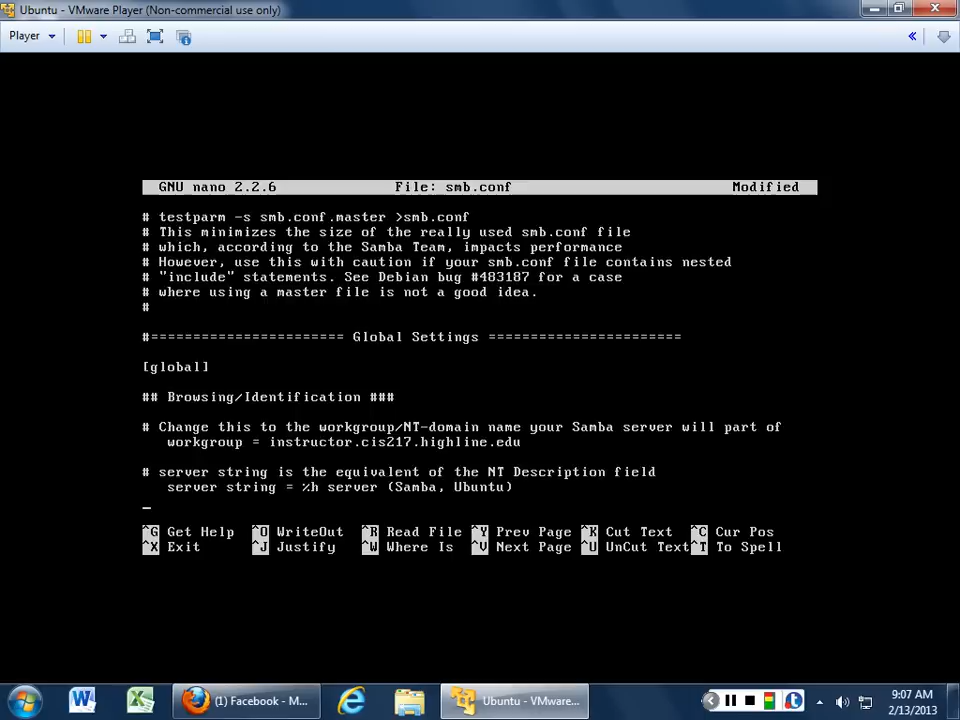 Ubuntu - VMware Player (Non-commercial use only)
Player
GNU nano 2.2.6 File: smb.conf Modified
# testparm -s smb.conf.master >smb.conf
# This minimizes the size of the really used smb.conf file
# which, according to the Samba Team, impacts performance
# However, use this with caution if your smb.conf file contains nested
# "include" statements. See Debian bug #483187 for a case
# where using a master file is not a good idea.
#
#======================= Global Settings =======================
[global]
## Browsing/Identification ###
# Change this to the workgroup/NT-domain name your Samba server will part of
workgroup = instructor.cis217.highline.edu
# server string is the equivalent of the NT Description field
server string = %h server (Samba, Ubuntu)
^G Get Help ^O WriteOut ^R Read File ^Y Prev Page ^K Cut Text ^C Cur Pos
^X Exit ^J Justify ^W Where Is ^V Next Page ^U UnCut Text ^T To Spell
(1) Facebook - M...
Ubuntu - VMware...
9:07 AM
2/13/2013